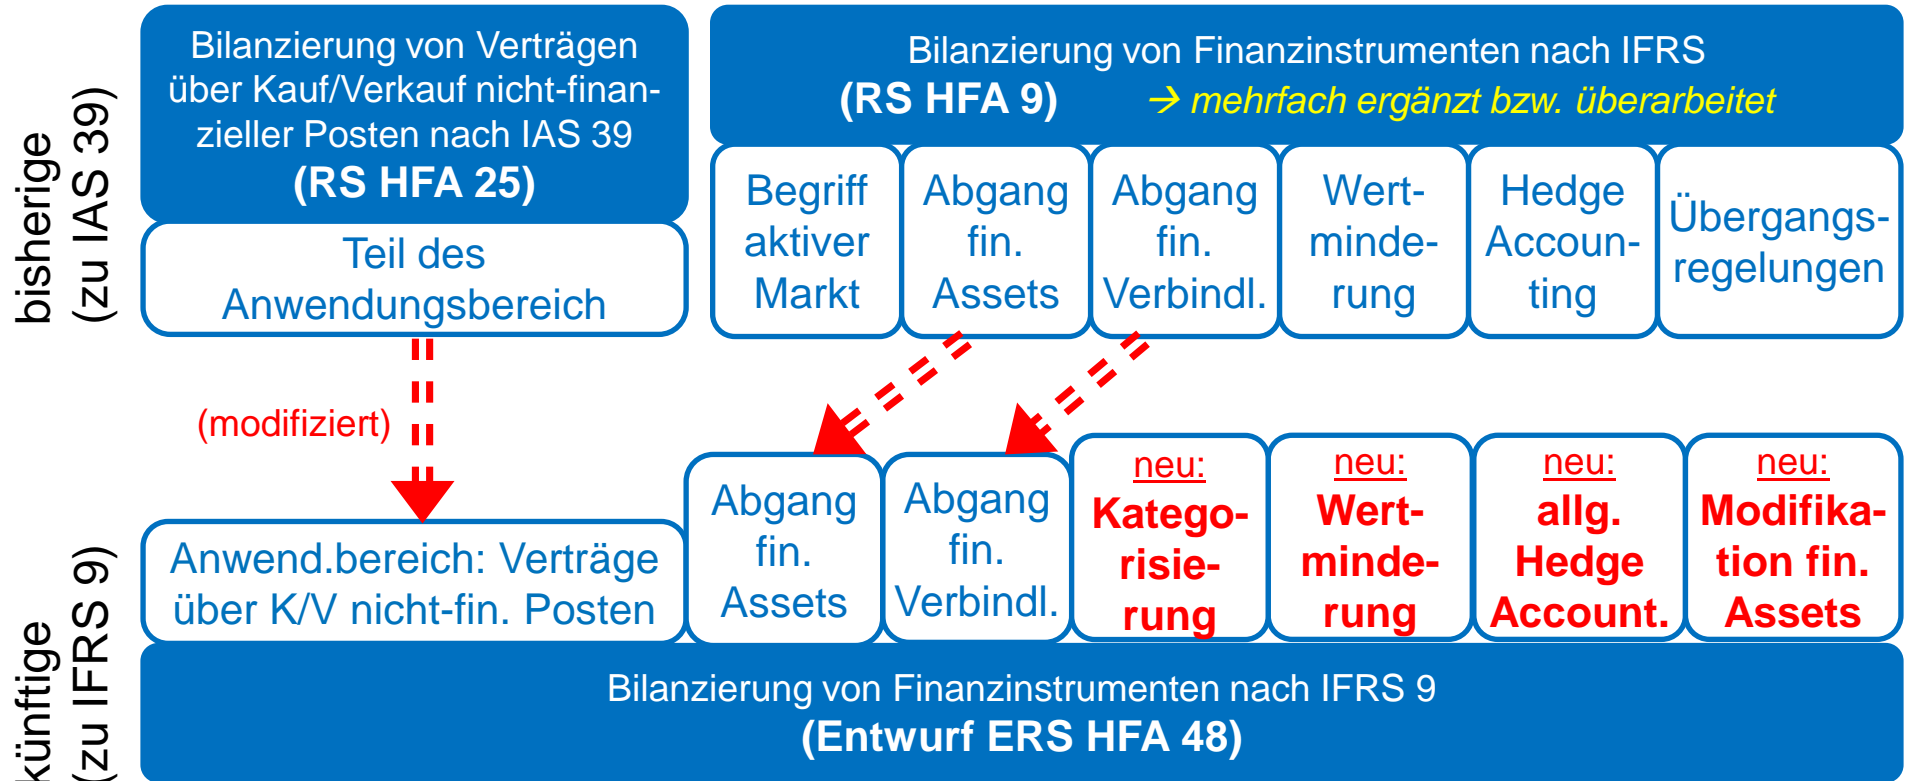 bisherige
(zu IAS 39)
Bilanzierung von Verträgen
über Kauf/Verkauf nicht-finan-
zieller Posten nach IAS 39
(RS HFA 25)
Teil des
Anwendungsbereich
Bilanzierung von Finanzinstrumenten nach IFRS
(RS HFA 9) → mehrfach ergänzt bzw. überarbeitet
Begriff
aktiver
Markt
Abgang
fin.
Assets
Abgang
fin.
Verbindl.
Wert-
minde-
rung
Hedge
Accoun-
ting
Übergangs-
regelungen
(modifiziert)
künftige
(zu IFRS 9)
Anwend.bereich: Verträge
über K/V nicht-fin. Posten
Abgang
fin.
Assets
Abgang
fin.
Verbindl.
neu:
Katego-
risie-
rung
neu:
Wert-
minde-
rung
neu:
allg.
Hedge
Account.
neu:
Modifika-
tion fin.
Assets
Bilanzierung von Finanzinstrumenten nach IFRS 9
(Entwurf ERS HFA 48)